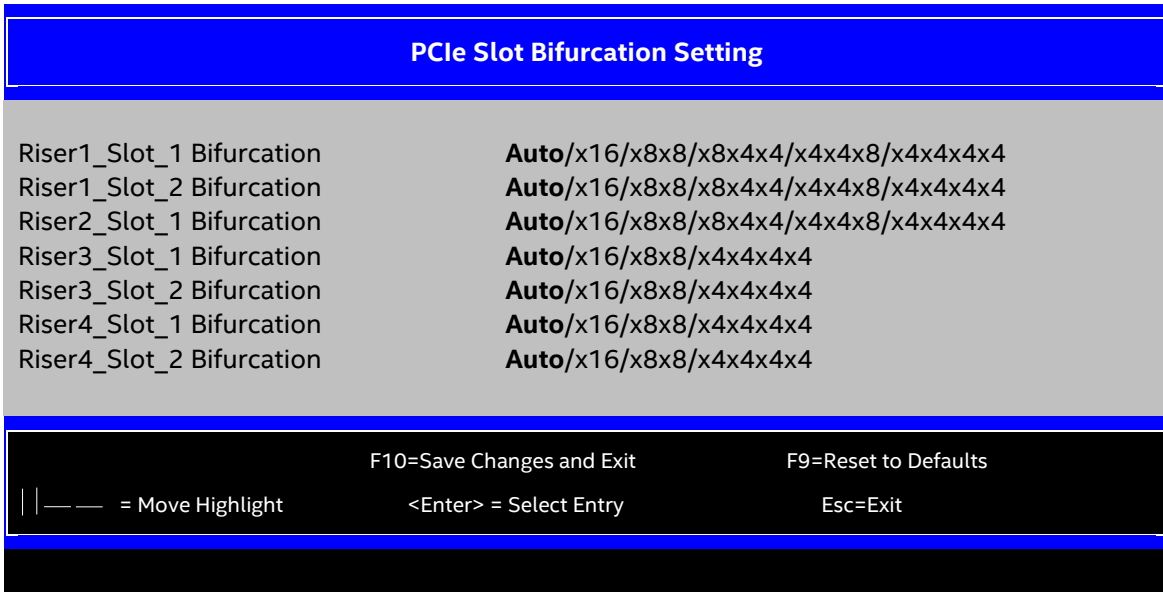 PCIe Slot Bifurcation Setting
Riser1_Slot_1 Bifurcation Auto/x16/x8x8/x8x4x4/x4x4x8/x4x4x4x4
Riser1_Slot_2 Bifurcation Auto/x16/x8x8/x8x4x4/x4x4x8/x4x4x4x4
Riser2_Slot_1 Bifurcation Auto/x16/x8x8/x8x4x4/x4x4x8/x4x4x4x4
Riser3_Slot_1 Bifurcation Auto/x16/x8x8/x4x4x4x4
Riser3_Slot_2 Bifurcation Auto/x16/x8x8/x4x4x4x4
Riser4_Slot_1 Bifurcation Auto/x16/x8x8/x4x4x4x4
Riser4_Slot_2 Bifurcation Auto/x16/x8x8/x4x4x4x4
F10=Save Changes and Exit F9=Reset to Defaults
= Move Highlight <Enter> = Select Entry Esc=Exit